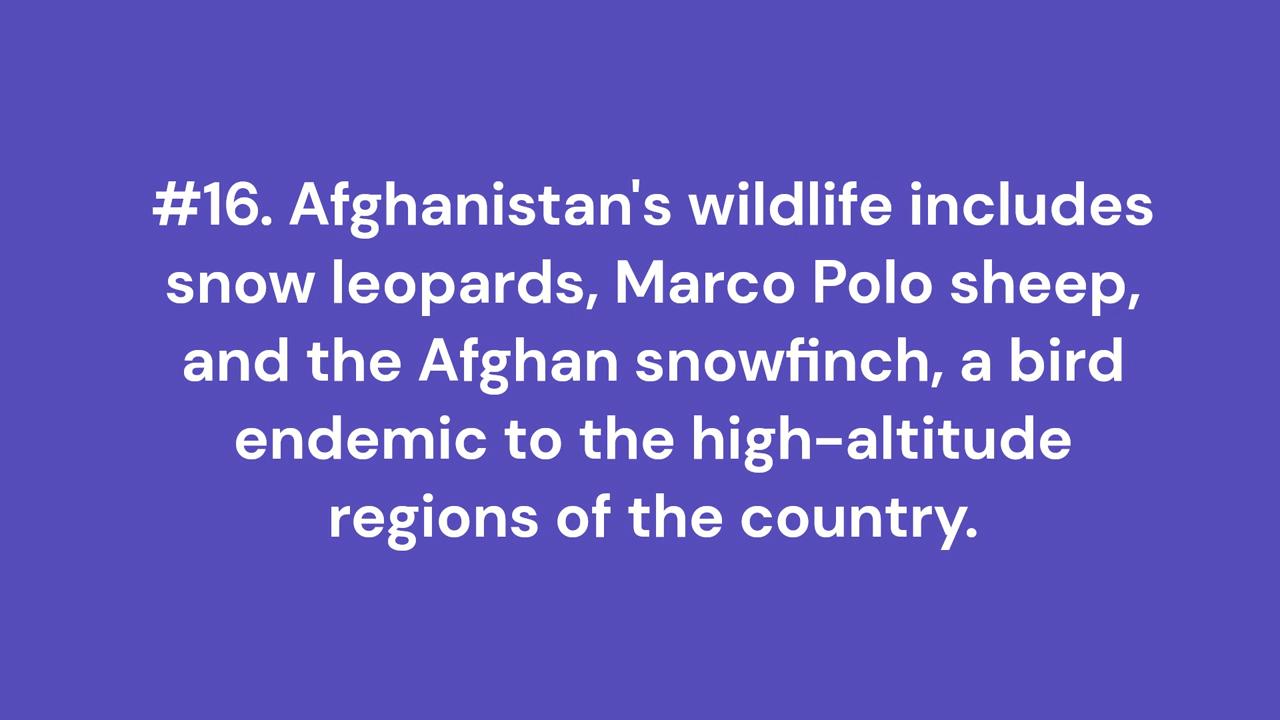 #16. Afghanistan's wildlife includes
snow leopards, Marco Polo sheep,
and the Afghan snowfinch, a bird
endemic to the high-altitude
regions of the country.